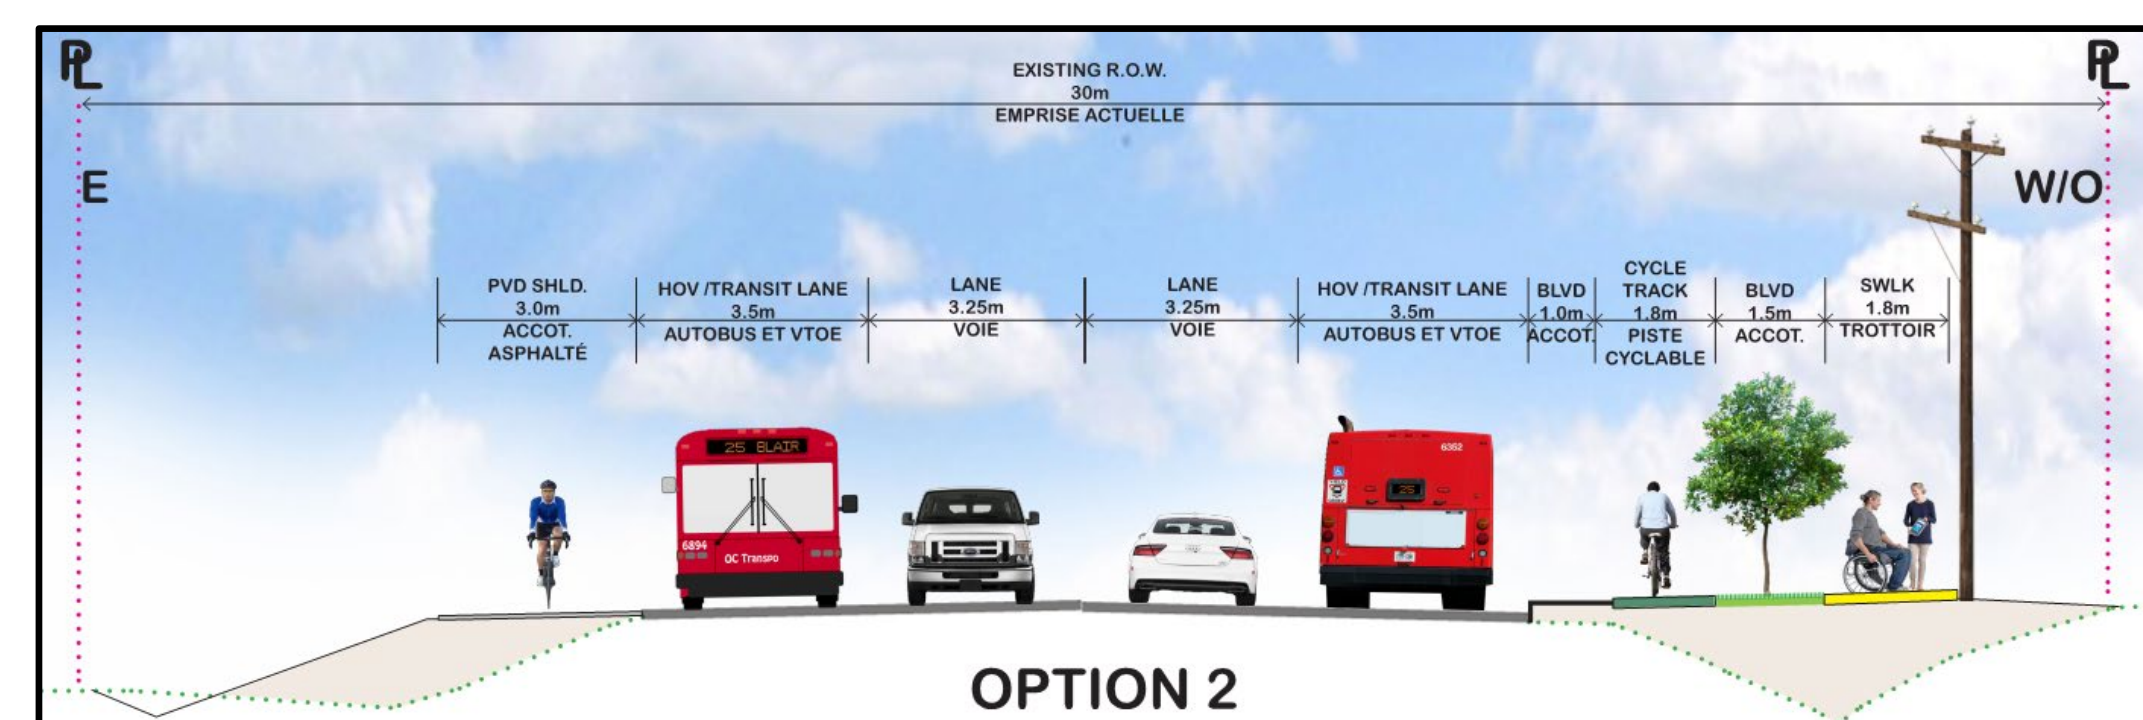 PL
PL
EXISTING R.O.W.
30m
EMPRISE ACTUELLE
E
W/O
PVD SHLD.
3.0m
ACCOT.
ASPHALTÉ
HOV /TRANSIT LANE
3.5m
AUTOBUS ET VTOE
LANE
3.25m
VOIE
LANE
3.25m
VOIE
HOV /TRANSIT LANE
3.5m
AUTOBUS ET VTOE
BLVD
1.0m
ACCOT.
CYCLE
TRACK
1.8m
PISTE
CYCLABLE
BLVD
1.5m
ACCOT.
SWLK
1.8m
TROTTOIR
25 BLAIR
6894
OC Transpo
6362
25
OPTION 2